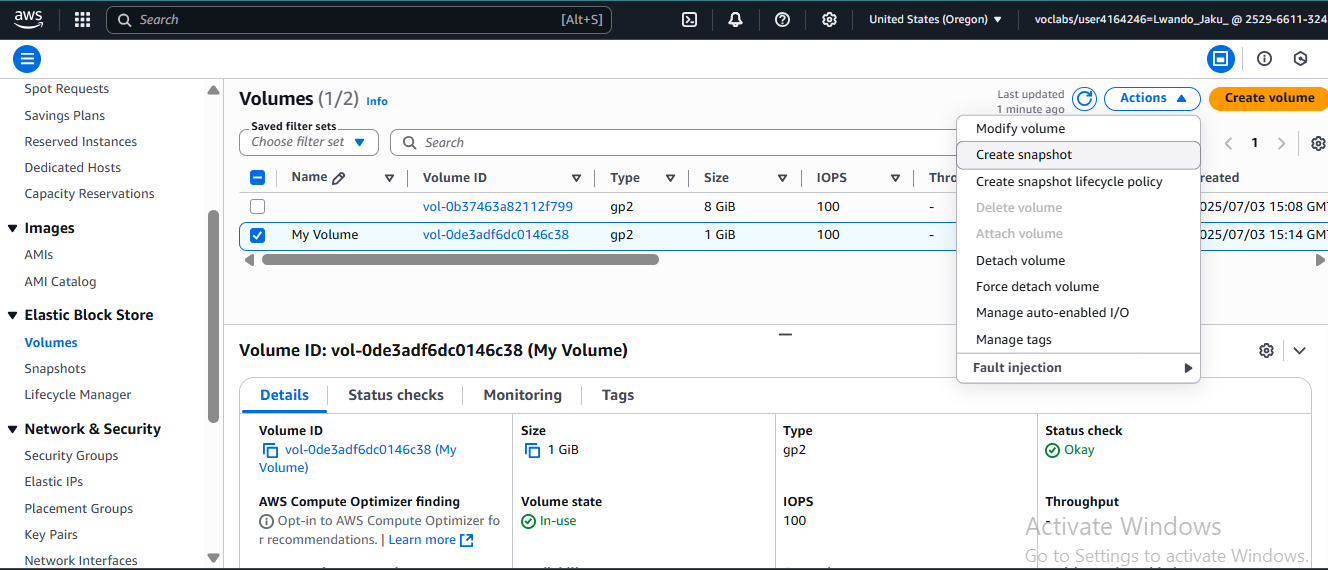 aws
Search [Alt+S]
United States (Oregon)
voclabs/user4164246=Lwando_Jaku_ @ 2529-6611-324
Spot Requests
Savings Plans
Reserved Instances
Dedicated Hosts
Capacity Reservations
Images
AMIs
AMI Catalog
Elastic Block Store
Volumes
Snapshots
Lifecycle Manager
Network & Security
Security Groups
Elastic IPs
Placement Groups
Key Pairs
Network Interfaces
Volumes (1/2) Info
Last updated
1 minute ago
Actions
Create volume
Saved filter sets
Choose filter set
Search
1
Name Volume ID Type Size IOPS Thro reated
vol-0b37463a82112f799 gp2 8 GiB 100 - 025/07/03 15:08 GM
My Volume vol-0de3adf6dc0146c38 gp2 1 GiB 100 - 025/07/03 15:14 GM
Modify volume
Create snapshot
Create snapshot lifecycle policy
Delete volume
Attach volume
Detach volume
Force detach volume
Manage auto-enabled I/O
Manage tags
Fault injection
Volume ID: vol-0de3adf6dc0146c38 (My Volume)
Details Status checks Monitoring Tags
Volume ID
vol-0de3adf6dc0146c38 (My
Volume)
Size
1 GiB
Type
gp2
Status check
Okay
AWS Compute Optimizer finding
Opt-in to AWS Compute Optimizer fo
r recommendations. | Learn more
Volume state
In-use
IOPS
100
Throughput
-
Activate Windows
Go to Settings to activate Windows.